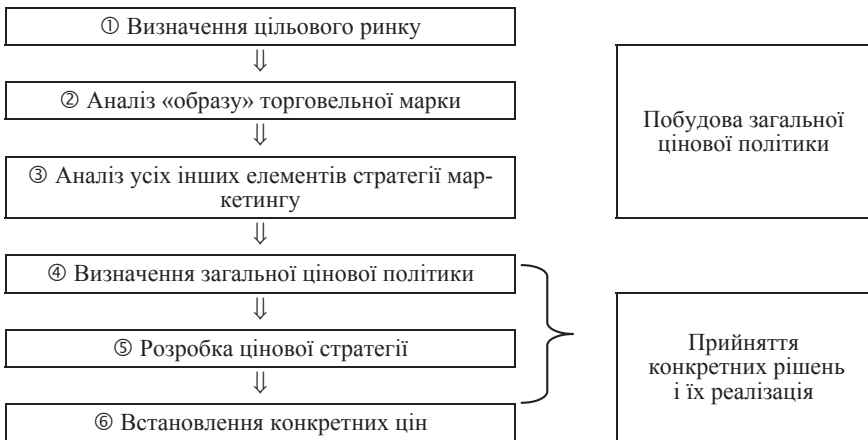 ① Визначення цільового ринку
⇓
② Аналіз «образу» торговельної марки
⇓
③ Аналіз усіх інших елементів стратегії мар-
кетингу
⇓
④ Визначення загальної цінової політики
⇓
⑤ Розробка цінової стратегії
⇓
⑥ Встановлення конкретних цін
Побудова загальної
цінової політики
Прийняття
конкретних рішень
і їх реалізація